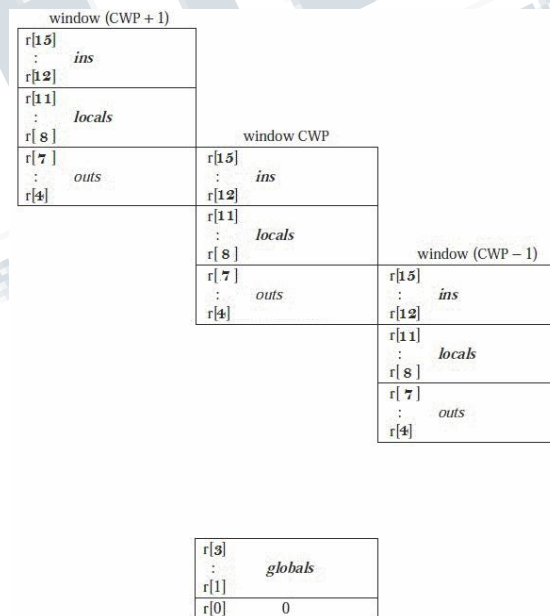 window (CWP + 1)
r[15]
: ins
r[12]
r[11]
: locals
r[ 8 ]
r[ 7 ]
: outs
r[4]
window CWP
r[15]
: ins
r[12]
r[11]
: locals
r[ 8 ]
r[ 7 ]
: outs
r[4]
window (CWP – 1)
r[15]
: ins
r[12]
r[11]
: locals
r[ 8 ]
r[ 7 ]
: outs
r[4]
r[3]
: globals
r[1]
r[0] 0